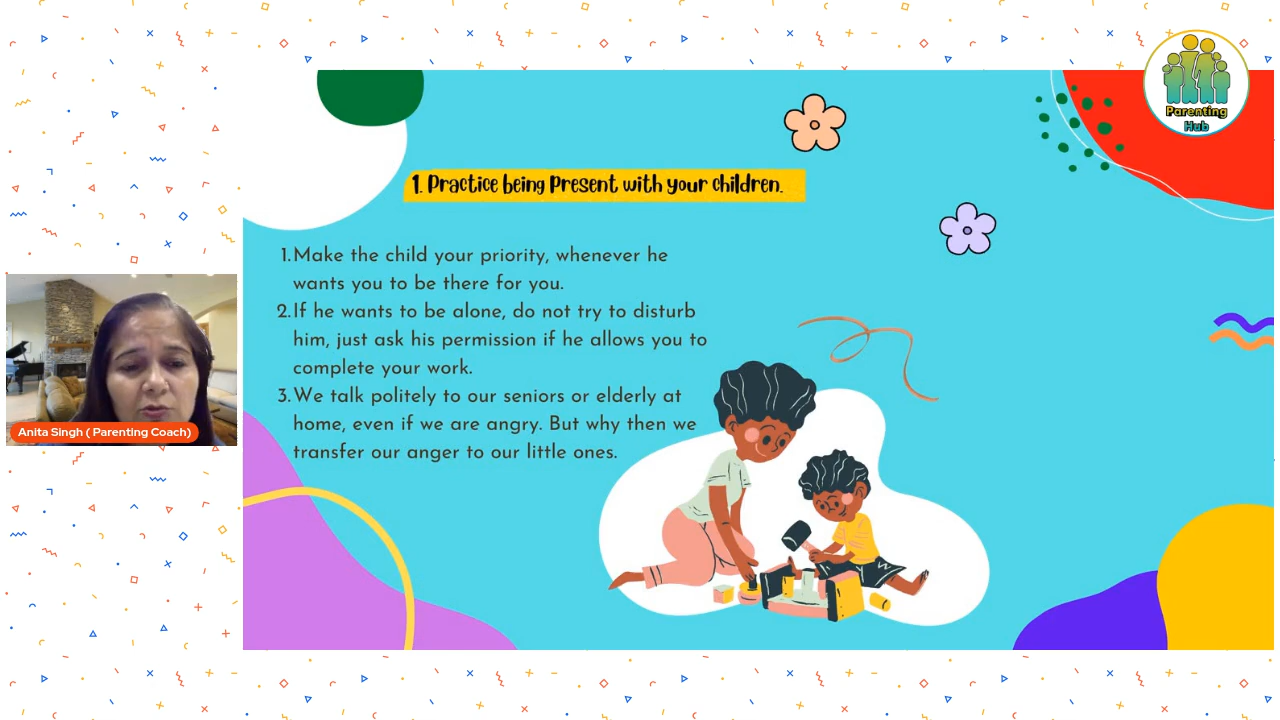 Parenting
Hub
1. Practice being Present with your children.
1. Make the child your priority, whenever he
wants you to be there for you.
2. If he wants to be alone, do not try to disturb
him, just ask his permission if he allows you to
complete your work.
3. We talk politely to our seniors or elderly at
home, even if we are angry. But why then we
transfer our anger to our little ones.
Anita Singh ( Parenting Coach)